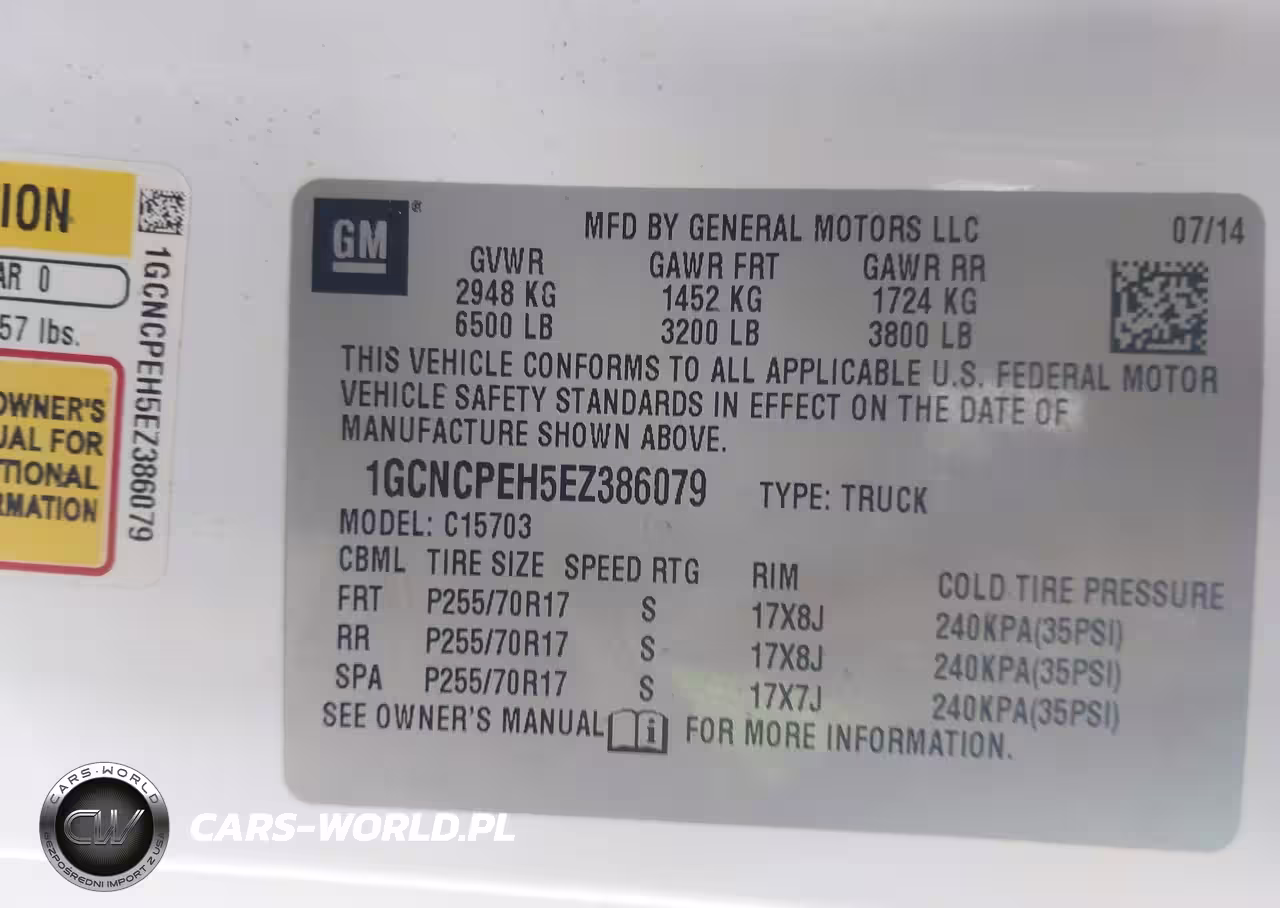 ION
AR 0
57 lbs.
OWNER'S
UAL FOR
TIONAL
RMATION
1GCNCPEH5EZ386079
GM®
MFD BY GENERAL MOTORS LLC 07/14
GVWR GAWR FRT GAWR RR
2948 KG 1452 KG 1724 KG
6500 LB 3200 LB 3800 LB
THIS VEHICLE CONFORMS TO ALL APPLICABLE U.S. FEDERAL MOTOR
VEHICLE SAFETY STANDARDS IN EFFECT ON THE DATE OF
MANUFACTURE SHOWN ABOVE.
1GCNCPEH5EZ386079 TYPE: TRUCK
MODEL: C15703
CBML TIRE SIZE SPEED RTG RIM COLD TIRE PRESSURE
FRT P255/70R17 S 17X8J 240KPA(35PSI)
RR P255/70R17 S 17X8J 240KPA(35PSI)
SPA P255/70R17 S 17X7J 240KPA(35PSI)
SEE OWNER'S MANUAL i FOR MORE INFORMATION.
CARS-WORLD
CW
BEZPOŚREDNI IMPORT Z USA
CARS-WORLD.PL